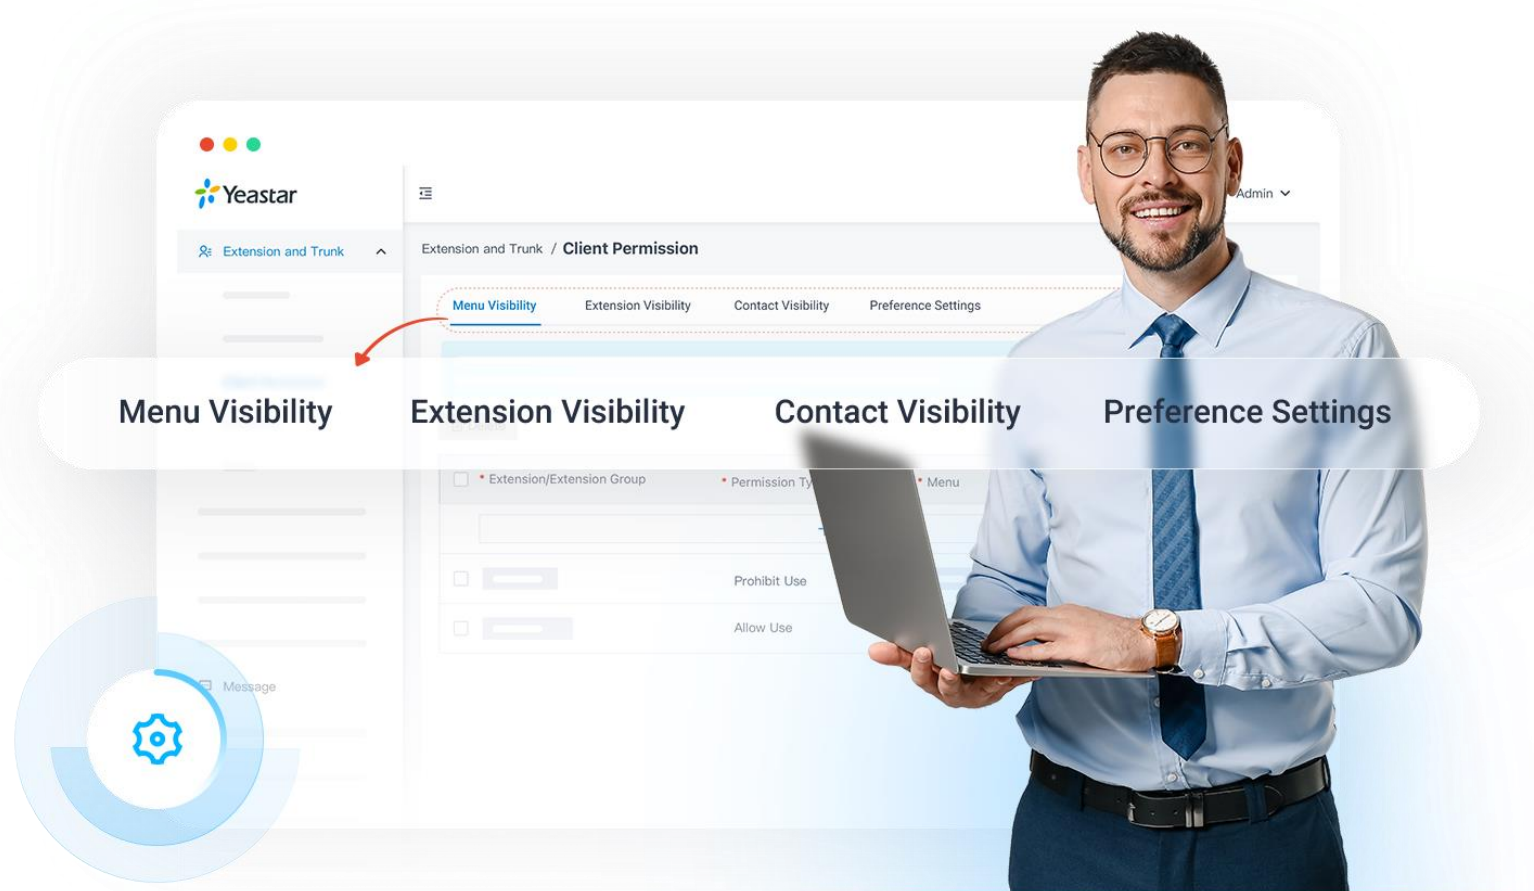 Yeastar
Admin
Extension and Trunk
Extension and Trunk / Client Permission
Menu Visibility Extension Visibility Contact Visibility Preference Settings
Menu Visibility Extension Visibility Contact Visibility Preference Settings
* Extension/Extension Group * Permission Ty * Menu
Prohibit Use
Allow Use
Message